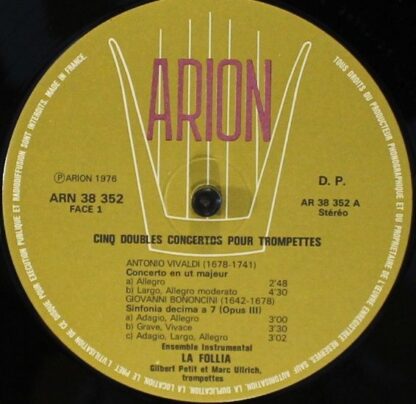 TOUS DROITS DU PRODUCTEUR PHONOGRAPHIQUE ET DU PROPRIETAIRE DE L'ŒUVRE ENREGISTREE RESERVES. SAUF AUTORISATION, LA DUPLICATION, LA LOCATION, LE PRET, L'UTILISATION DE CE DISQUE POUR EXECUTION PUBLIQUE ET RADIODIFFUSION SONT INTERDITS. MADE IN FRANCE.
ARION
Ⓟ ARION 1976
D. P.
ARN 38 352
FACE 1
AR 38 352 A
Stéréo
CINQ DOUBLES CONCERTOS POUR TROMPETTES
ANTONIO VIVALDI (1678-1741)
Concerto en ut majeur
a) Allegro 2'48
b) Largo, Allegro moderato 4'30
GIOVANNI BONONCINI (1642-1678)
Sinfonia decima a 7 (Opus III)
a) Adagio, Allegro 3'00
b) Grave, Vivace 3'30
c) Adagio, Largo, Allegro 3'02
Ensemble Instrumental
LA FOLLIA
Gilbert Petit et Marc Ullrich,
trompettes